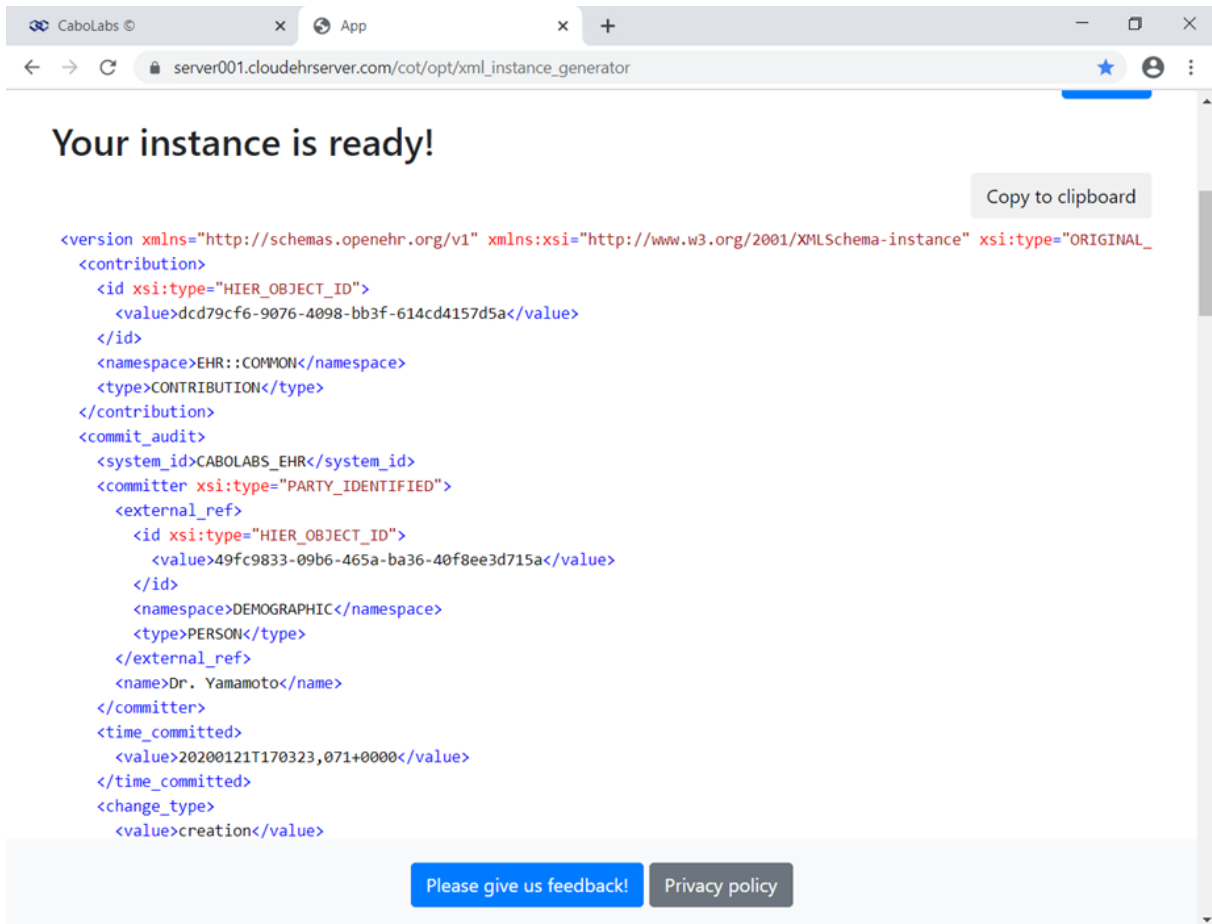 CaboLabs ©
App
server001.cloudehrserver.com/cot/opt/xml_instance_generator
Your instance is ready!
Copy to clipboard
<version xmlns="http://schemas.openehr.org/v1" xmlns:xsi="http://www.w3.org/2001/XMLSchema-instance" xsi:type="ORIGINAL_
<contribution>
<id xsi:type="HIER_OBJECT_ID">
<value>dcd79cf6-9076-4098-bb3f-614cd4157d5a</value>
</id>
<namespace>EHR::COMMON</namespace>
<type>CONTRIBUTION</type>
</contribution>
<commit_audit>
<system_id>CABOLABS_EHR</system_id>
<committer xsi:type="PARTY_IDENTIFIED">
<external_ref>
<id xsi:type="HIER_OBJECT_ID">
<value>49fc9833-09b6-465a-ba36-40f8ee3d715a</value>
</id>
<namespace>DEMOGRAPHIC</namespace>
<type>PERSON</type>
</external_ref>
<name>Dr. Yamamoto</name>
</committer>
<time_committed>
<value>20200121T170323,071+0000</value>
</time_committed>
<change_type>
<value>creation</value>
Please give us feedback!
Privacy policy